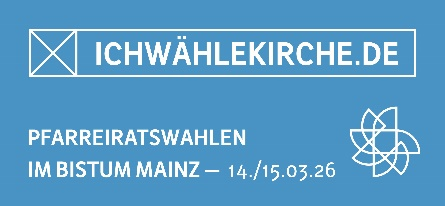 ICHWÄHLEKIRCHE.DE
PFARREIRATSWAHLEN
IM BISTUM MAINZ – 14./15.03.26